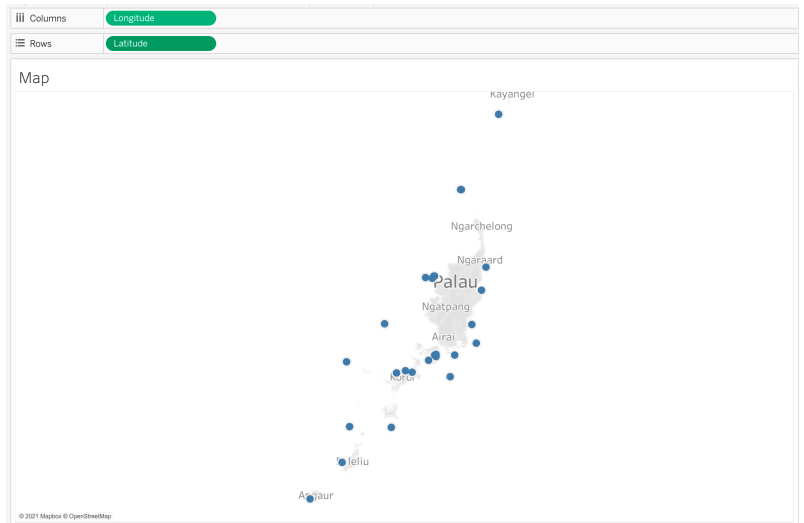 Columns Longitude
Rows Latitude
Map
Kayangel
Ngarchelong
Ngaraard
Palau
Ngatpang
Airai
Koror
Peleliu
Angaur
© 2021 Mapbox © OpenStreetMap